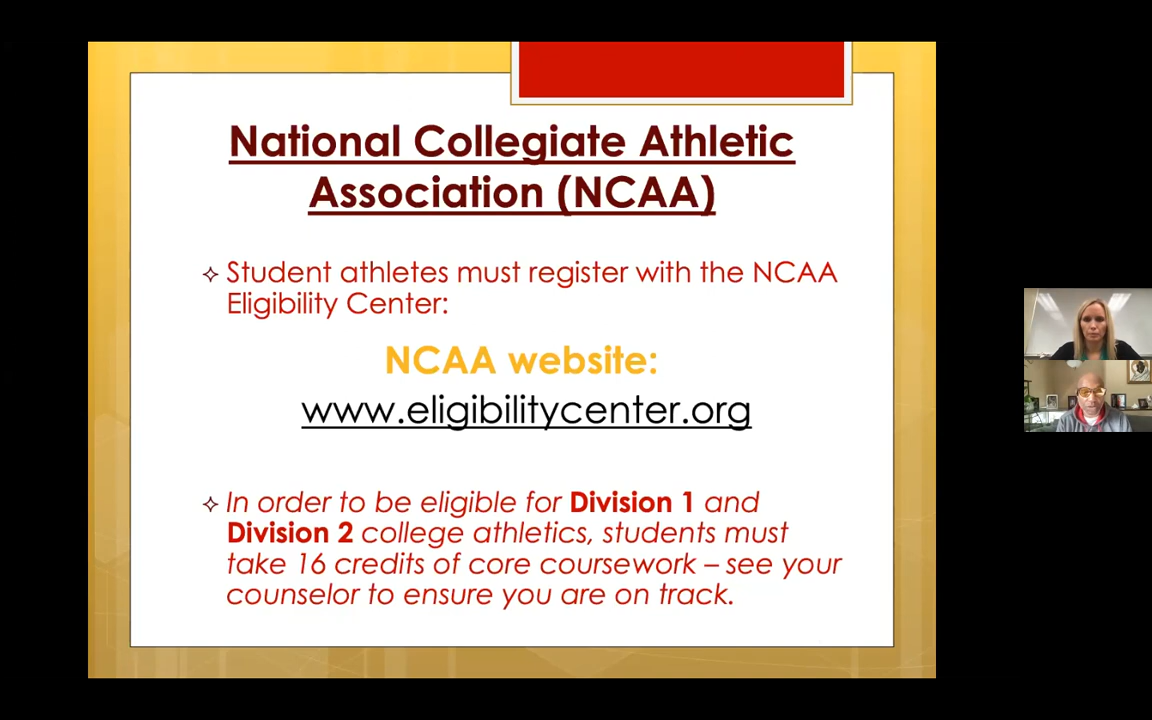 National Collegiate Athletic
Association (NCAA)
Student athletes must register with the NCAA
Eligibility Center:
NCAA website:
www.eligibilitycenter.org
In order to be eligible for Division 1 and
Division 2 college athletics, students must
take 16 credits of core coursework – see your
counselor to ensure you are on track.